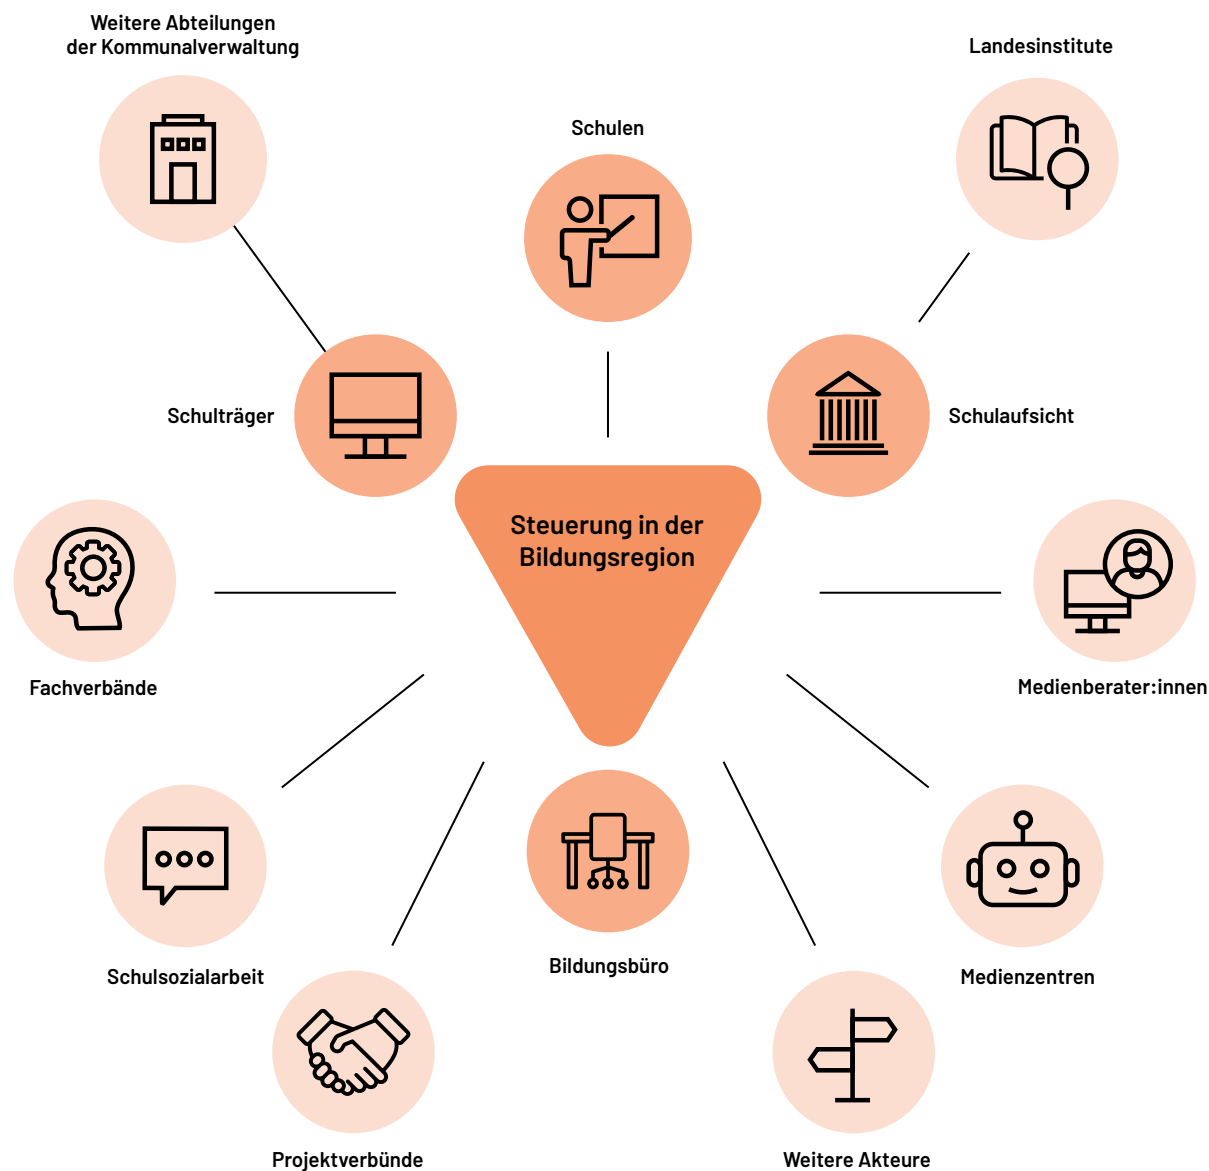 Weitere Abteilungen
der Kommunalverwaltung
Landesinstitute
Schulen
Schulträger
Schulaufsicht
Steuerung in der
Bildungsregion
Fachverbände
Medienberater:innen
Schulsozialarbeit
Bildungsbüro
Medienzentren
Projektverbünde
Weitere Akteure